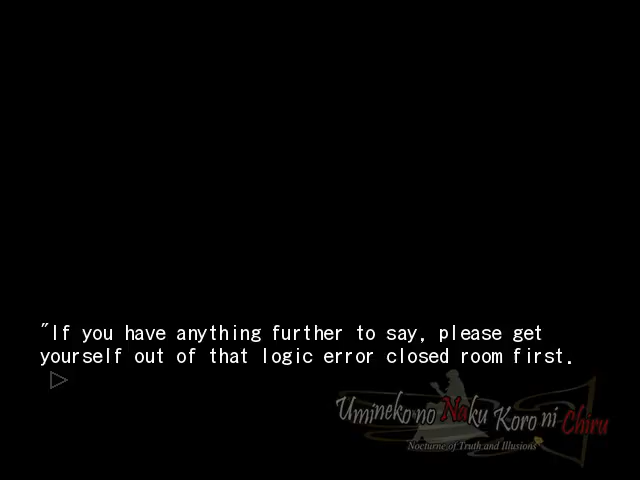 "If you have anything further to say, please get
yourself out of that logic error closed room first.
Umineko no Naku Koro ni Chiru
Nocturne of Truth and Illusions